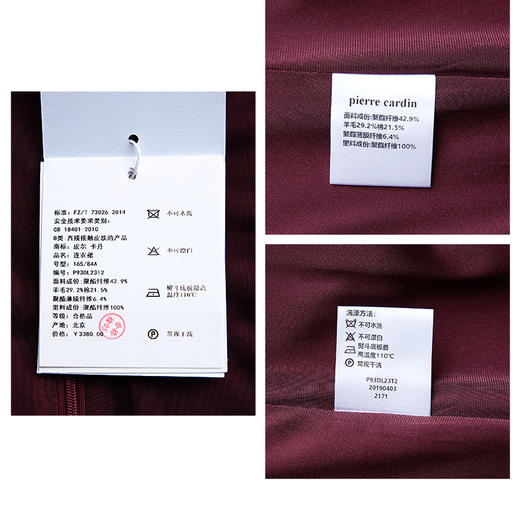 标准: FZ/T 73026-2014
安全技术要求类别:
GB 18401-2010
B类:直接接触皮肤的产品
商标: 皮尔 卡丹
品名: 连衣裙
号型: 165/84A
编号: P93DL23T2
面料成份:聚酯纤维42.9%
羊毛29.2%棉21.5%
聚酯薄膜纤维6.4%
里料成份:聚酯纤维100%
等级: 合格品
产地: 北京
价格: ￥3380.00
不可水洗
不可漂白
熨斗底板最高
温度110℃
常规干洗
pierre cardin
面料成份:聚酯纤维42.9%
羊毛29.2%棉21.5%
聚酯薄膜纤维6.4%
里料成份:聚酯纤维100%
洗涤方法:
不可水洗
不可漂白
熨斗底板最
高温度110℃
常规干洗
P93DL23T2
20190403
2171